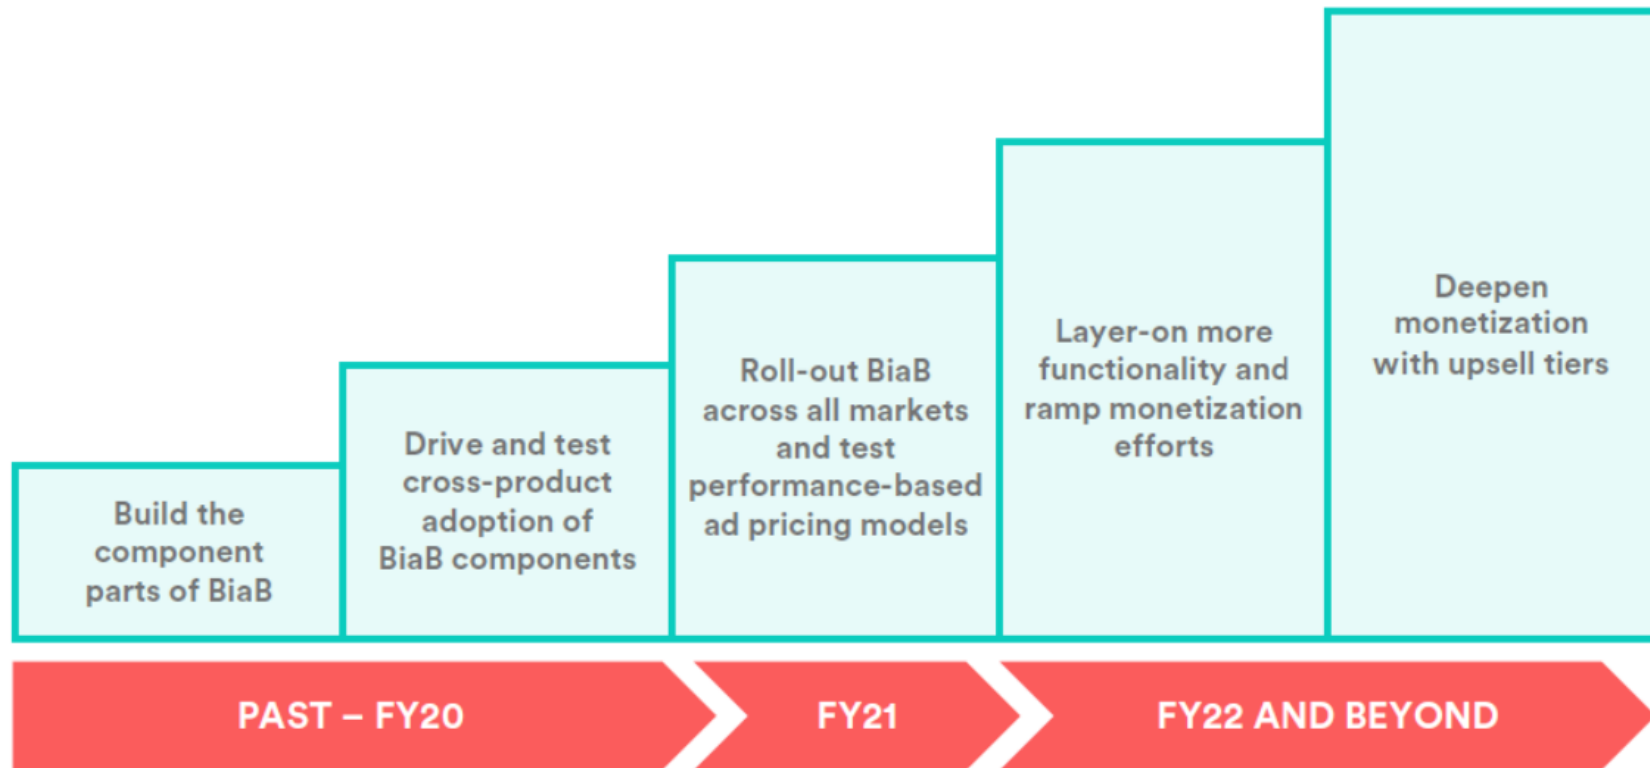 Build the
component
parts of BiaB
Drive and test
cross-product
adoption of
BiaB components
Roll-out BiaB
across all markets
and test
performance-based
ad pricing models
Layer-on more
functionality and
ramp monetization
efforts
Deepen
monetization
with upsell tiers
PAST – FY20
FY21
FY22 AND BEYOND